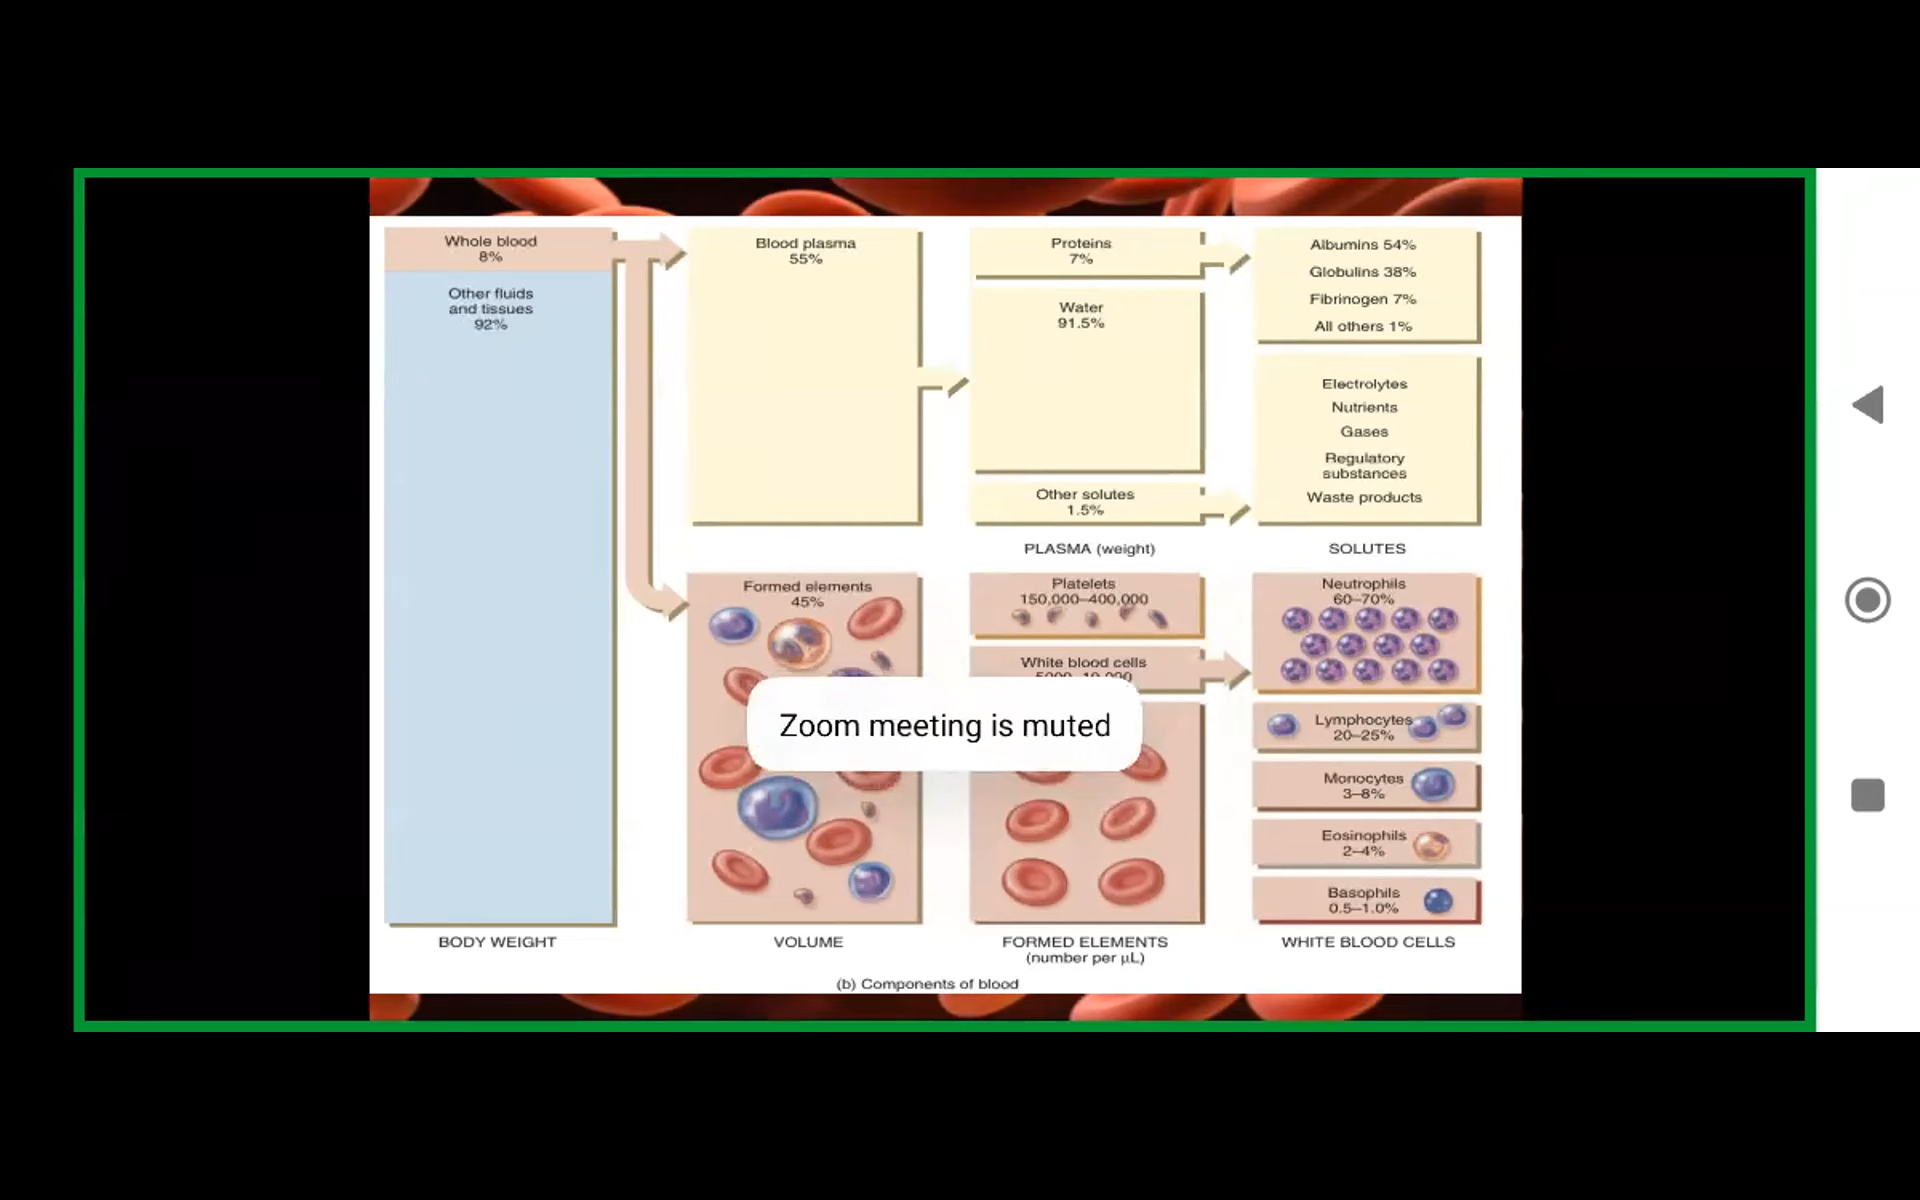 Whole blood
8%
Other fluids
and tissues
92%
BODY WEIGHT
Blood plasma
55%
Formed elements
45%
VOLUME
Proteins
7%
Water
91.5%
Other solutes
1.5%
PLASMA (weight)
Albumins 54%
Globulins 38%
Fibrinogen 7%
All others 1%
Electrolytes
Nutrients
Gases
Regulatory
substances
Waste products
SOLUTES
Platelets
150,000–400,000
White blood cells
5000–10,000
FORMED ELEMENTS
(number per μL)
Neutrophils
60–70%
Lymphocytes
20–25%
Monocytes
3–8%
Eosinophils
2–4%
Basophils
0.5–1.0%
WHITE BLOOD CELLS
(b) Components of blood
Zoom meeting is muted